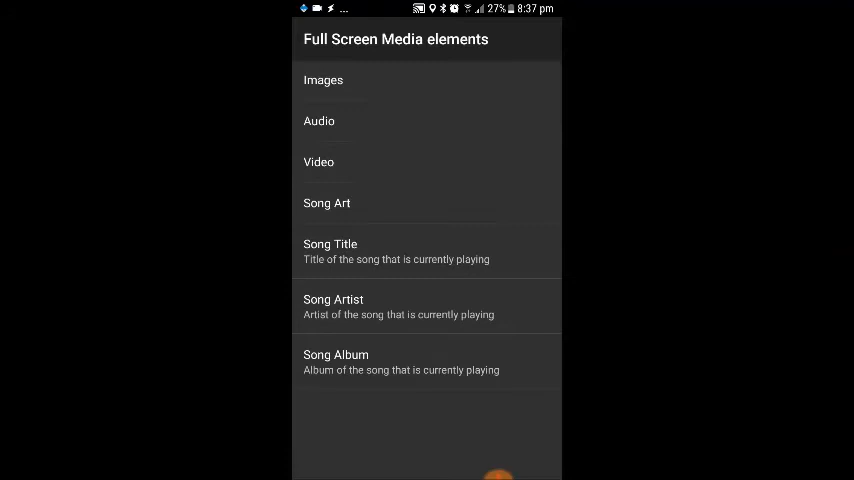 ... 27% 8:37 pm
Full Screen Media elements
Images
Audio
Video
Song Art
Song Title
Title of the song that is currently playing
Song Artist
Artist of the song that is currently playing
Song Album
Album of the song that is currently playing